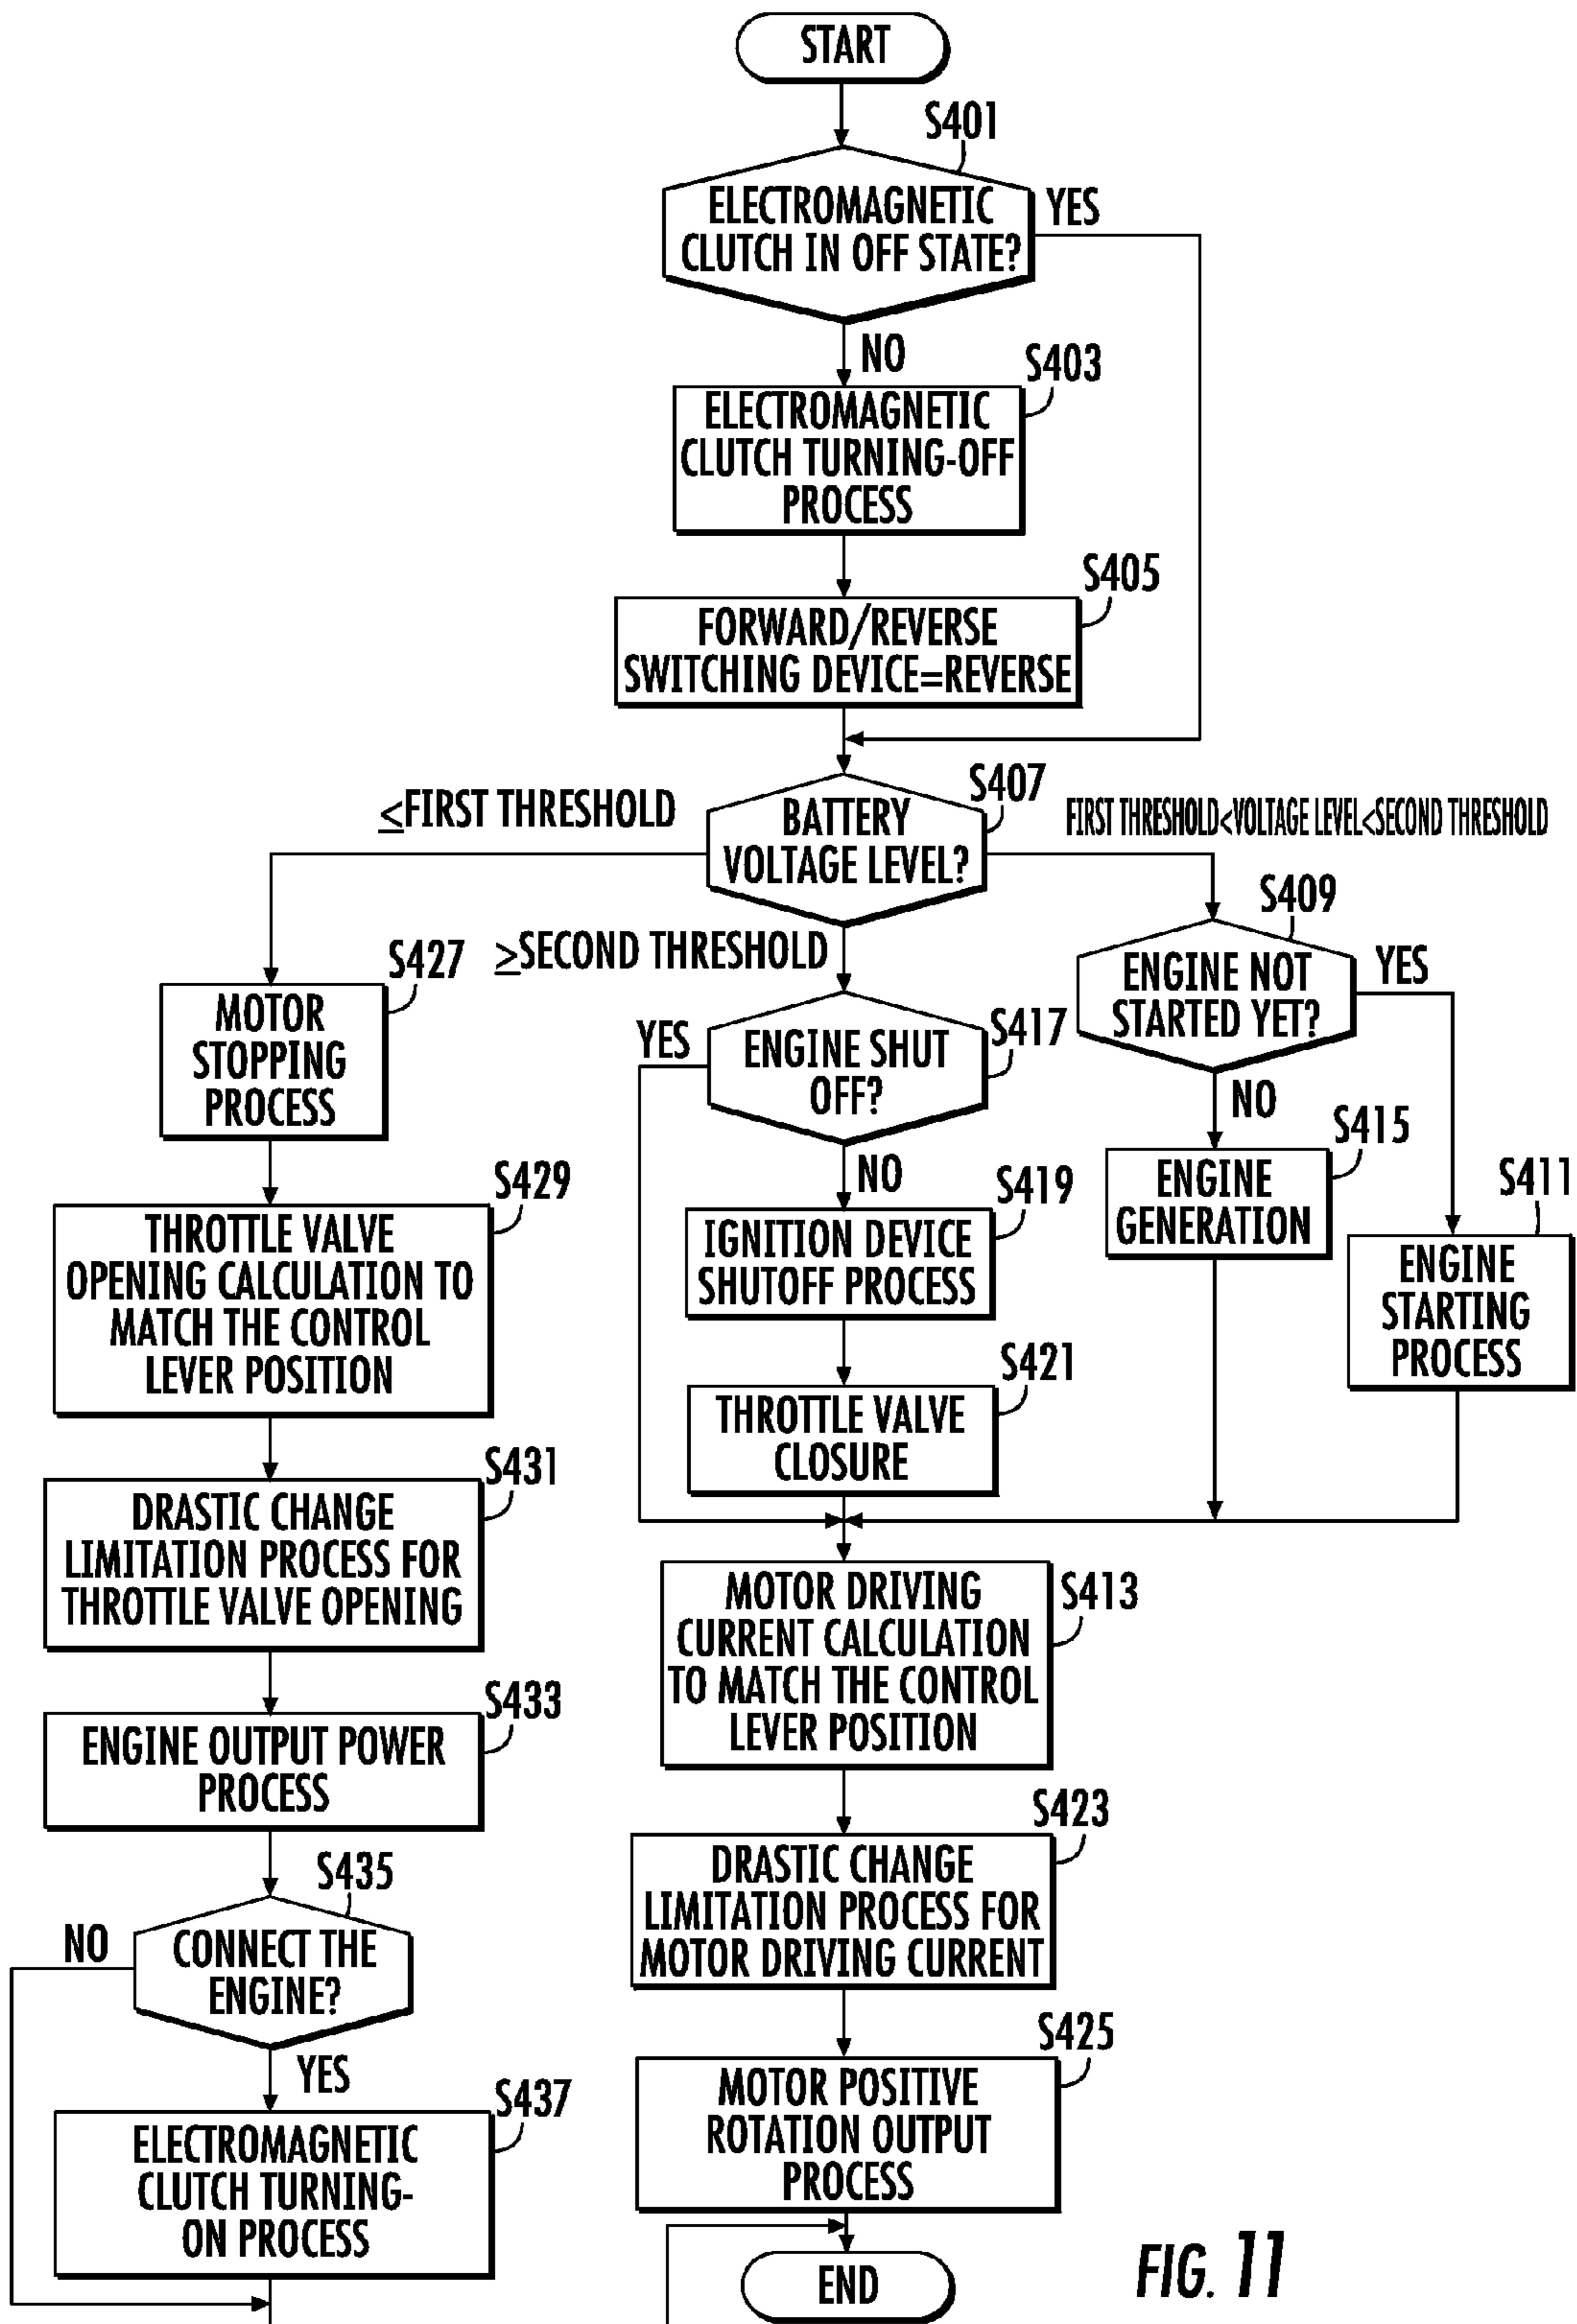 START
S401
ELECTROMAGNETIC
CLUTCH IN OFF STATE?
YES
NO
S403
ELECTROMAGNETIC
CLUTCH TURNING-OFF
PROCESS
S405
FORWARD/REVERSE
SWITCHING DEVICE=REVERSE
S407
BATTERY
VOLTAGE LEVEL?
≤FIRST THRESHOLD
FIRST THRESHOLD<VOLTAGE LEVEL<SECOND THRESHOLD
≥SECOND THRESHOLD
S409
ENGINE NOT
STARTED YET?
YES
NO
S427
MOTOR
STOPPING
PROCESS
S417
ENGINE SHUT
OFF?
YES
NO
S415
ENGINE
GENERATION
S411
ENGINE
STARTING
PROCESS
S429
THROTTLE VALVE
OPENING CALCULATION TO
MATCH THE CONTROL
LEVER POSITION
S419
IGNITION DEVICE
SHUTOFF PROCESS
S421
THROTTLE VALVE
CLOSURE
S431
DRASTIC CHANGE
LIMITATION PROCESS FOR
THROTTLE VALVE OPENING
S413
MOTOR DRIVING
CURRENT CALCULATION
TO MATCH THE CONTROL
LEVER POSITION
S433
ENGINE OUTPUT POWER
PROCESS
S423
DRASTIC CHANGE
LIMITATION PROCESS FOR
MOTOR DRIVING CURRENT
S435
CONNECT THE
ENGINE?
NO
YES
S425
MOTOR POSITIVE
ROTATION OUTPUT
PROCESS
S437
ELECTROMAGNETIC
CLUTCH TURNING-
ON PROCESS
END
FIG. 11